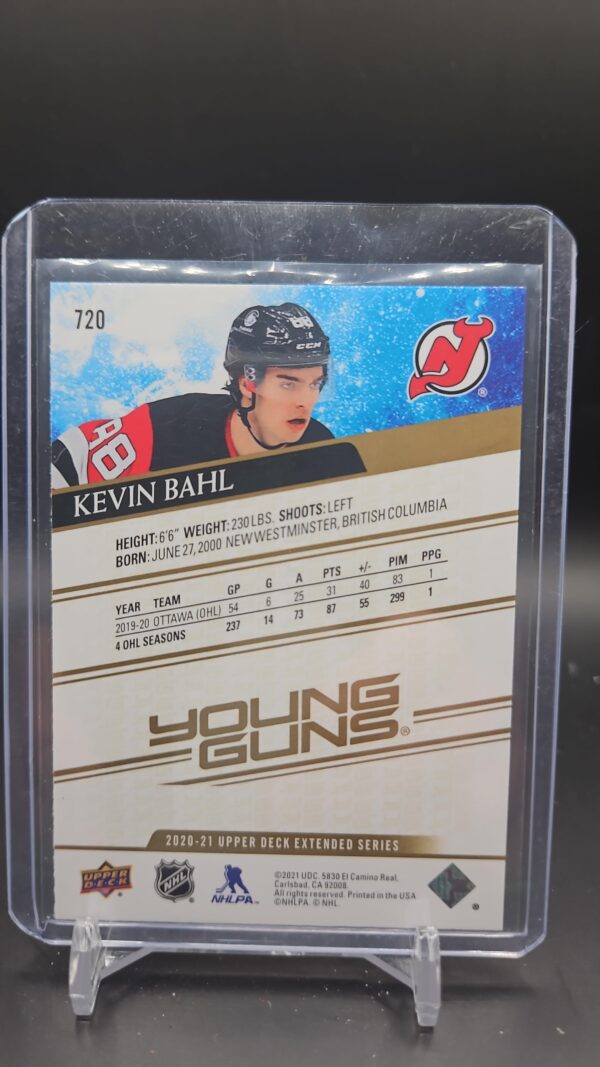 720
88
CCM
KEVIN BAHL
HEIGHT: 6'6" WEIGHT: 230 LBS. SHOOTS: LEFT
BORN: JUNE 27, 2000 NEW WESTMINSTER, BRITISH COLUMBIA
YEAR TEAM GP G A PTS +/- PIM PPG
2019-20 OTTAWA (OHL) 54 6 25 31 40 83 1
4 OHL SEASONS 237 14 73 87 55 299 1
YOUNG
GUNS®
2020-21 UPPER DECK EXTENDED SERIES
UPPER
DECK
NHL
NHLPA
©2021 UDC. 5830 El Camino Real,
Carlsbad, CA 92008.
All rights reserved. Printed in the USA
©NHLPA. © NHL.